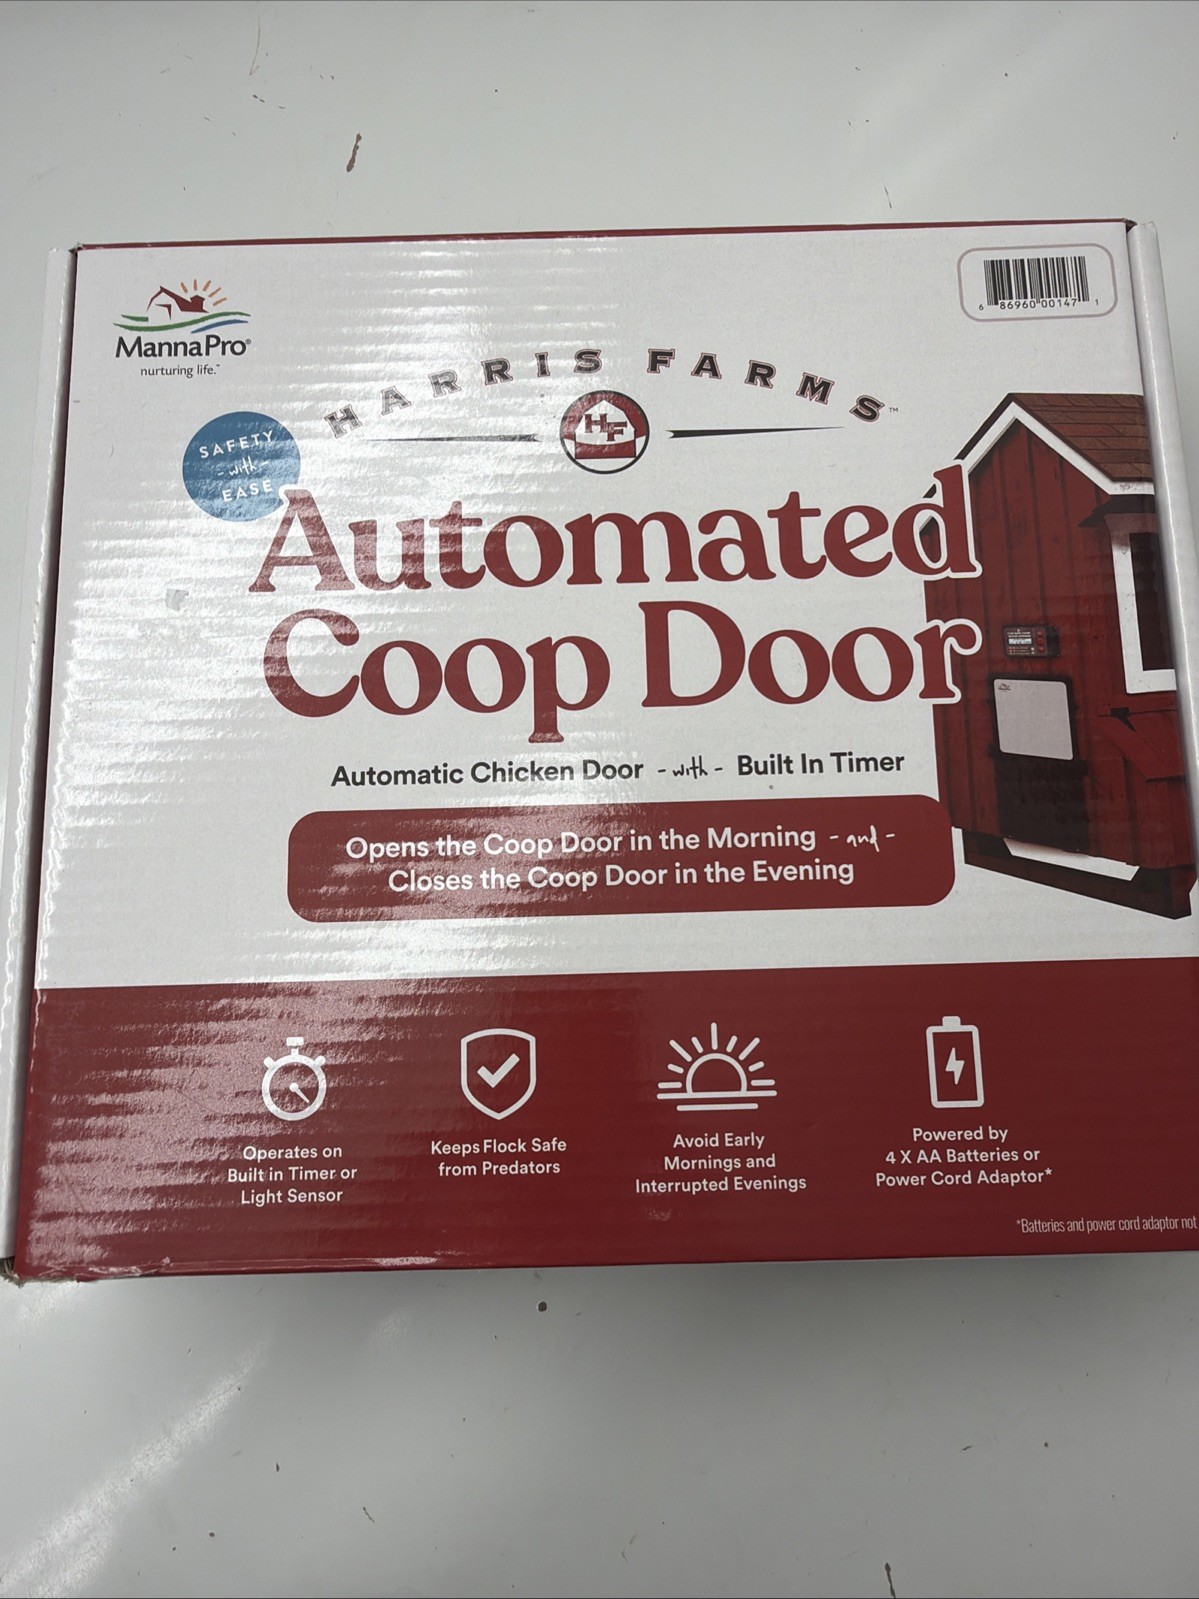 MannaPro®
nurturing life.™
6 86960 00147 1
HARRIS FARMS™
HF
SAFETY
- with -
EASE
Automated
Coop Door
Automatic Chicken Door - with - Built In Timer
Opens the Coop Door in the Morning - and -
Closes the Coop Door in the Evening
Operates on
Built in Timer or
Light Sensor
Keeps Flock Safe
from Predators
Avoid Early
Mornings and
Interrupted Evenings
Powered by
4 X AA Batteries or
Power Cord Adaptor*
*Batteries and power cord adaptor not